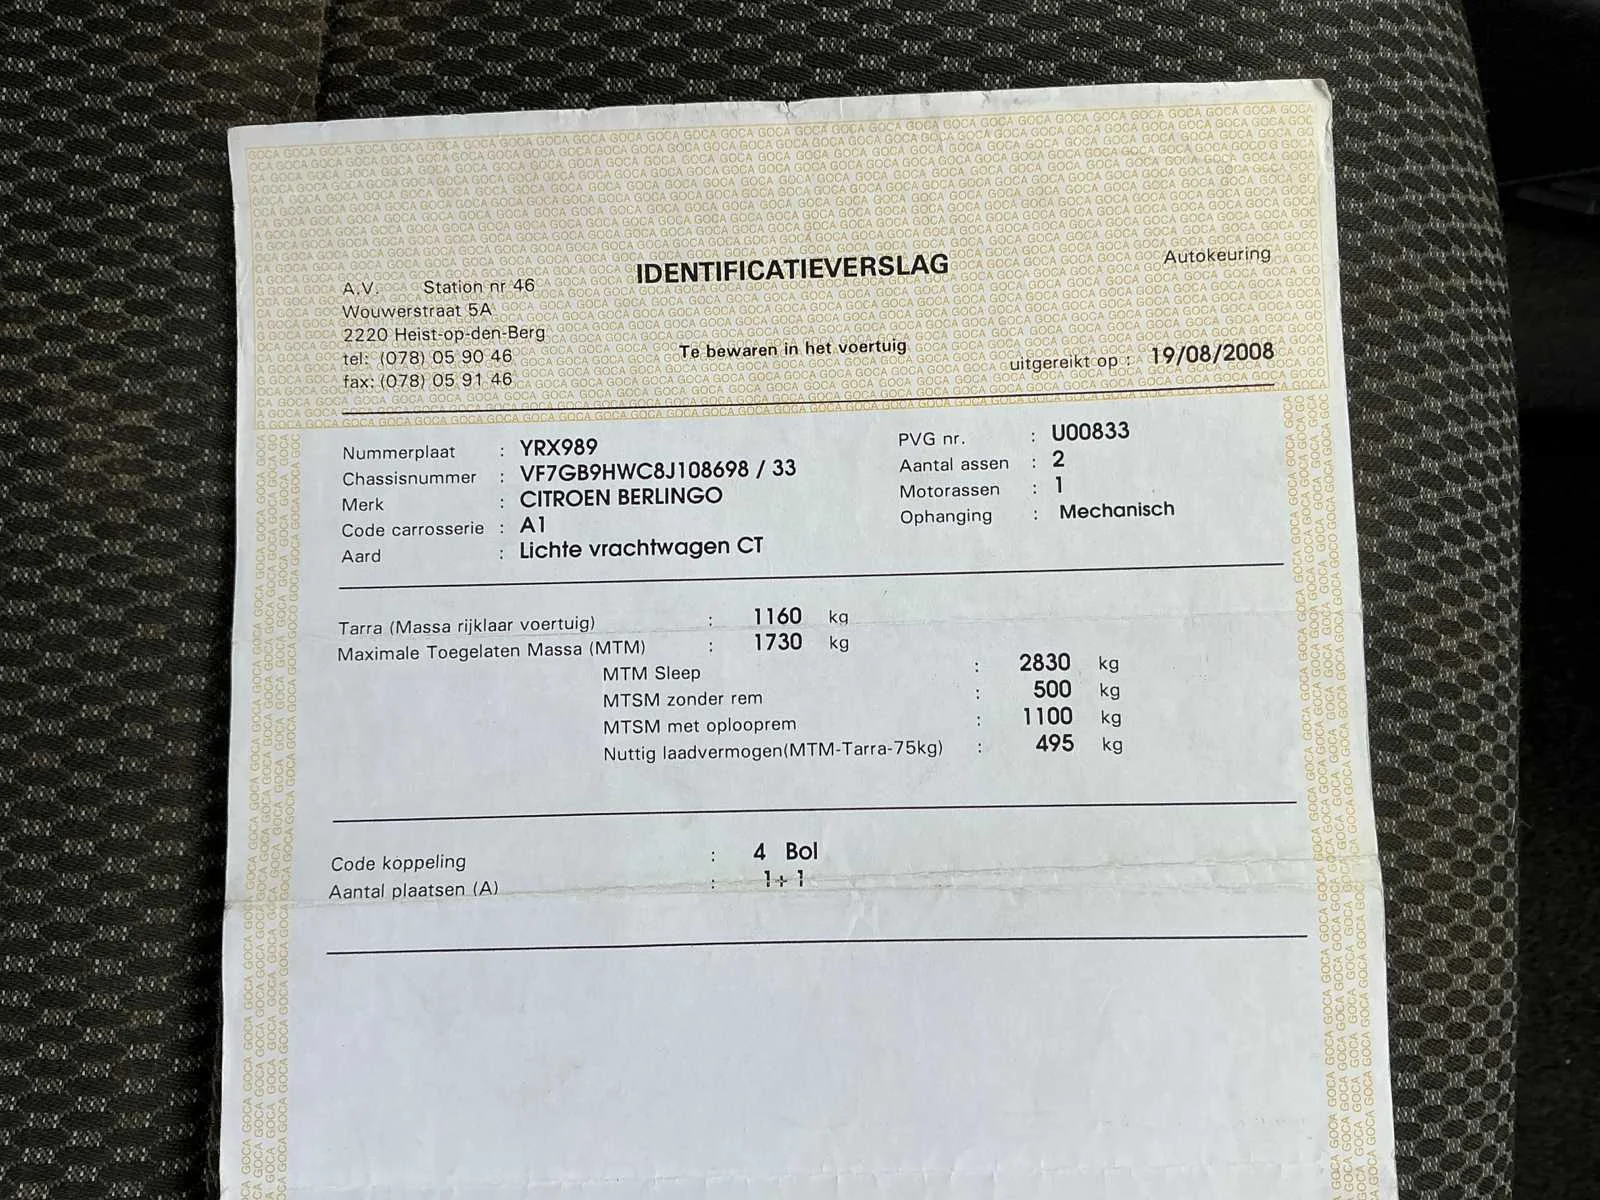 IDENTIFICATIEVERSLAG
Autokeuring
A.V. Station nr 46
Wouwerstraat 5A
2220 Heist-op-den-Berg
tel: (078) 05 90 46
fax: (078) 05 91 46
Te bewaren in het voertuig
uitgereikt op : 19/08/2008
Nummerplaat : YRX989
Chassisnummer : VF7GB9HWC8J108698 / 33
Merk : CITROEN BERLINGO
Code carrosserie : A1
Aard : Lichte vrachtwagen CT
PVG nr. : U00833
Aantal assen : 2
Motorassen : 1
Ophanging : Mechanisch
Tarra (Massa rijklaar voertuig) : 1160 kg
Maximale Toegelaten Massa (MTM) : 1730 kg
MTM Sleep : 2830 kg
MTSM zonder rem : 500 kg
MTSM met oplooprem : 1100 kg
Nuttig laadvermogen(MTM-Tarra-75kg) : 495 kg
Code koppeling : 4 Bol
Aantal plaatsen (A) : 1+1